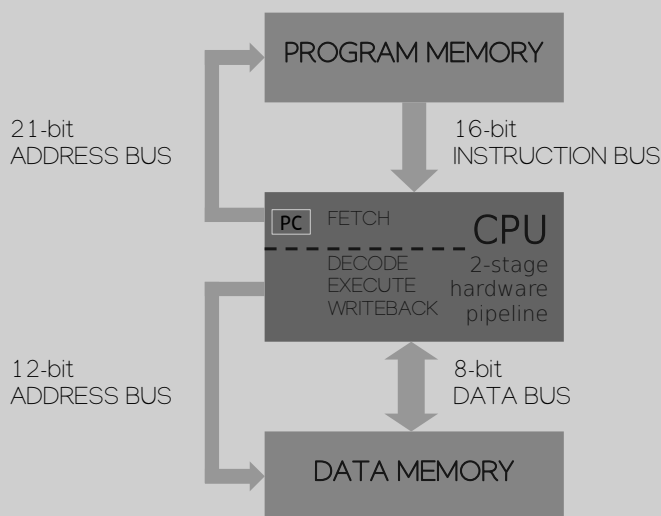 PROGRAM MEMORY
21-bit
ADDRESS BUS
16-bit
INSTRUCTION BUS
PC
FETCH
CPU
DECODE
EXECUTE
WRITEBACK
2-stage
hardware
pipeline
12-bit
ADDRESS BUS
8-bit
DATA BUS
DATA MEMORY